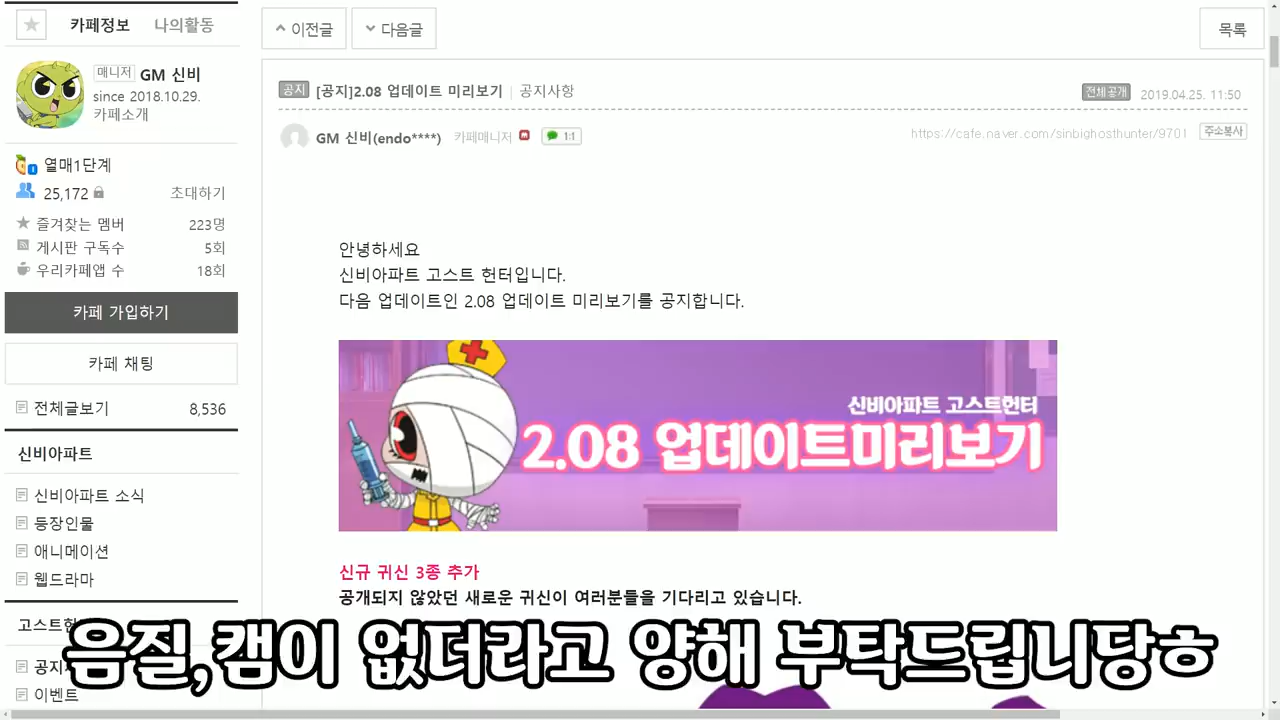 카페정보 나의활동
매니저 GM 신비
since 2018.10.29.
카페소개
열매1단계
25,172 초대하기
즐겨찾는 멤버 223명
게시판 구독수 5회
우리카페앱 수 18회
카페 가입하기
카페 채팅
전체글보기 8,536
신비아파트
신비아파트 소식
등장인물
애니메이션
웹드라마
이벤트
이전글 다음글 목록
공지 [공지]2.08 업데이트 미리보기 | 공지사항 전체공개 2019.04.25. 11:50
GM 신비(endo****) 카페매니저 1:1 https://cafe.naver.com/sinbighosthunter/9701 주소복사
안녕하세요
신비아파트 고스트 헌터입니다.
다음 업데이트인 2.08 업데이트 미리보기를 공지합니다.
신비아파트 고스트헌터
2.08 업데이트미리보기
신규 귀신 3종 추가
공개되지 않았던 새로운 귀신이 여러분들을 기다리고 있습니다.
음질,캠이 없더라고 양해 부탁드립니당ㅎ